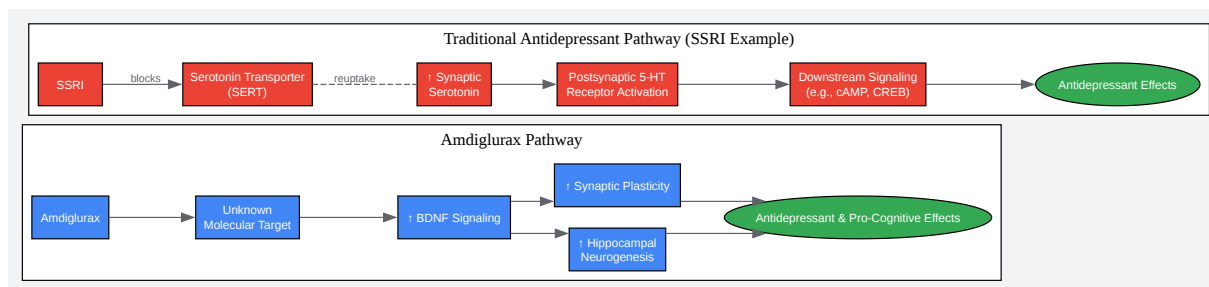 Traditional Antidepressant Pathway (SSRI Example)
SSRI
blocks
Serotonin Transporter
(SERT)
reuptake
↑ Synaptic
Serotonin
Postsynaptic 5-HT
Receptor Activation
Downstream Signaling
(e.g., cAMP, CREB)
Antidepressant Effects
Amdiglurax Pathway
Amdiglurax
Unknown
Molecular Target
↑ BDNF Signaling
↑ Synaptic Plasticity
↑ Hippocampal
Neurogenesis
Antidepressant & Pro-Cognitive Effects